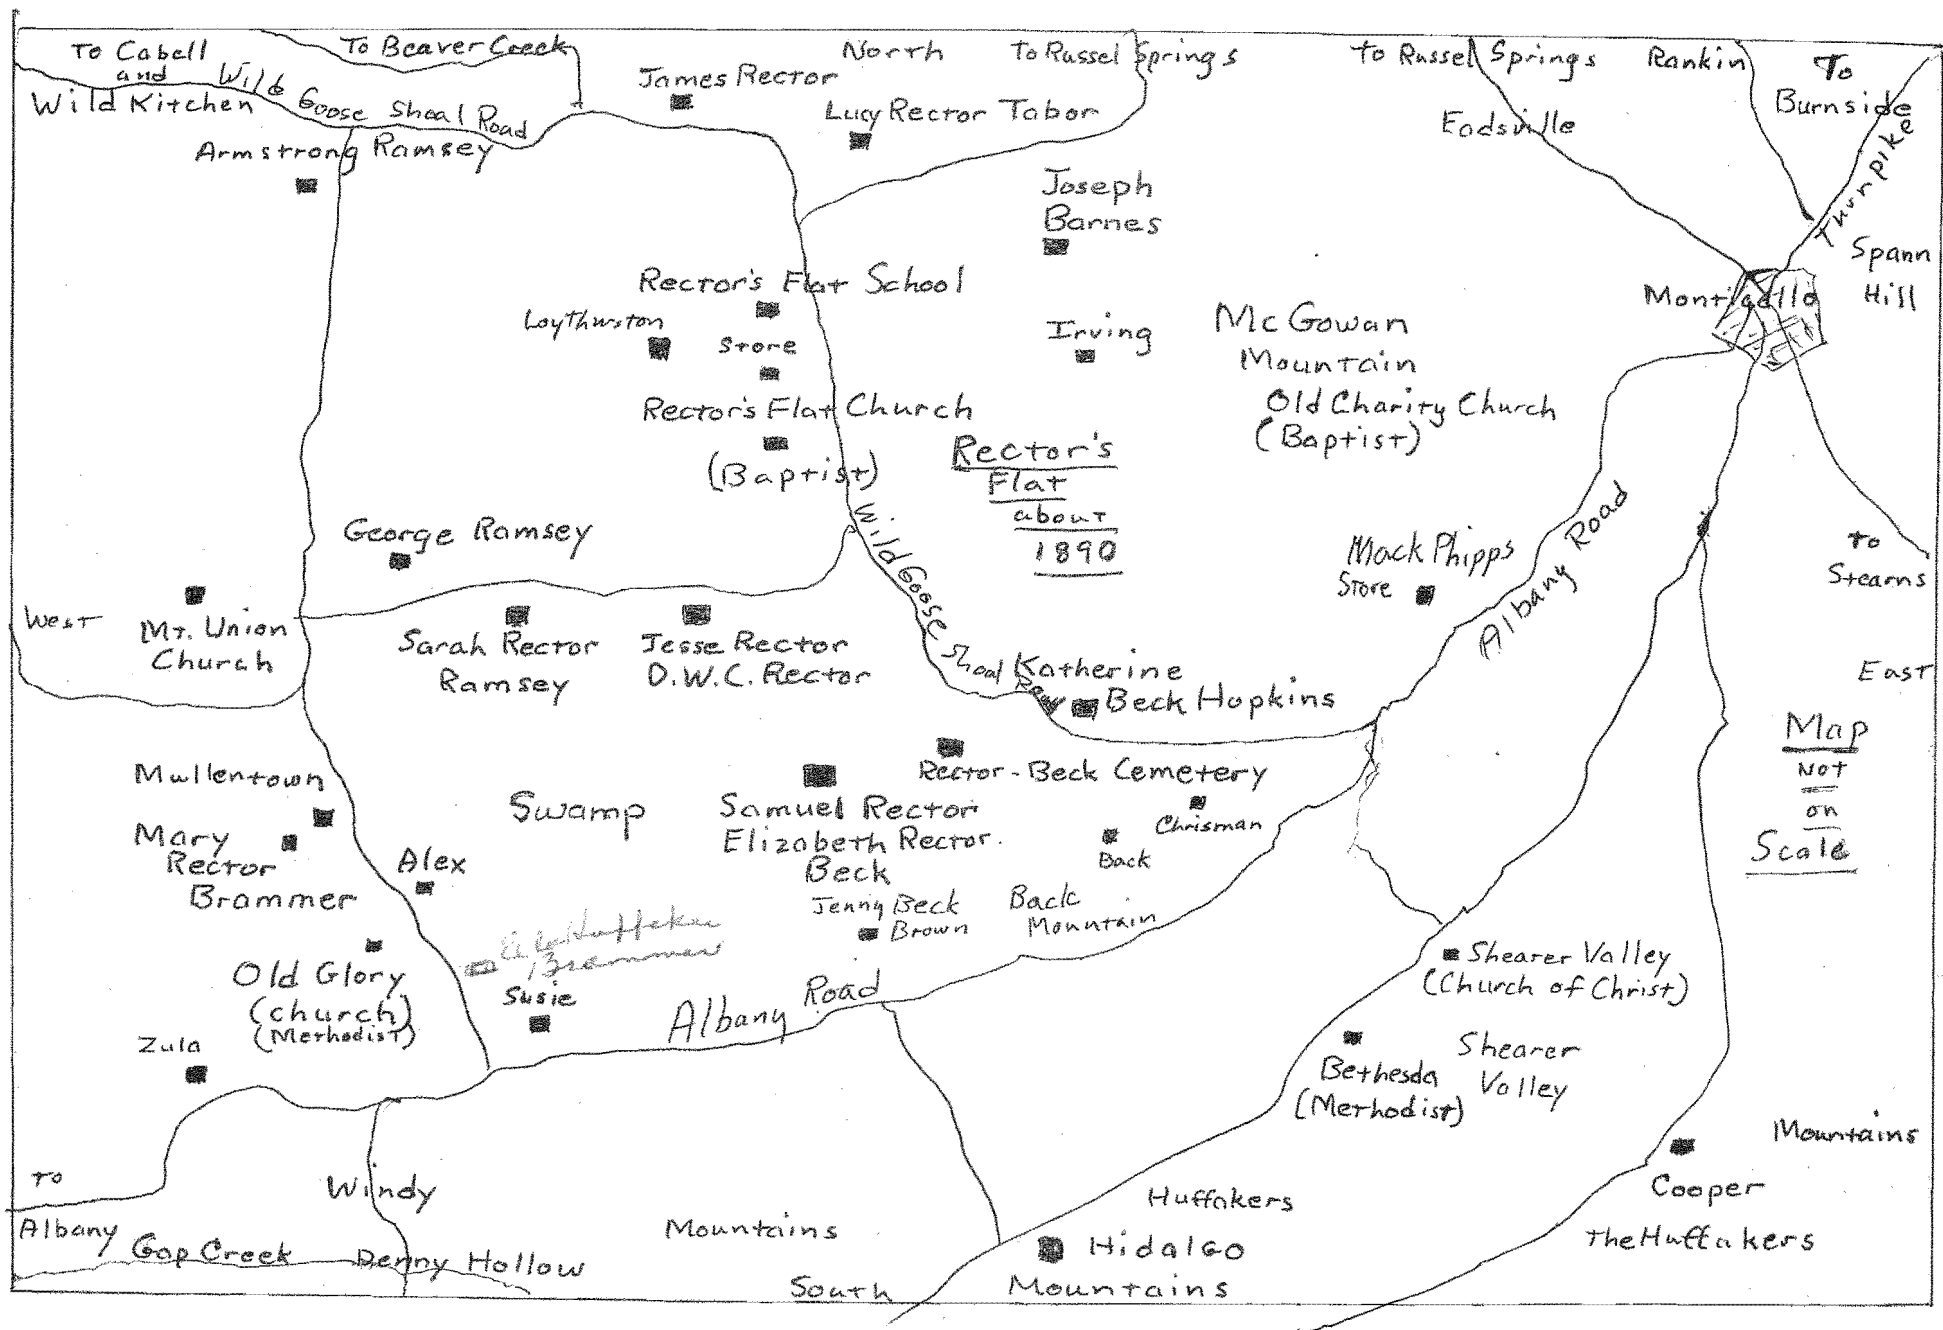 To Cabell
and
Wild Kitchen
Wild Goose Shoal Road
To Beaver Creek
James Rector
North
To Russel Springs
To Russel Springs
Rankin
To
Burnside
Thurpike
Lucy Rector Tabor
Eadsville
Armstrong Ramsey
Joseph
Barnes
Spann
Hill
Rector's Flat School
Loy Thurston
Store
Irving
McGowan
Mountain
Montigello
Rector's Flat Church
(Baptist)
Old Charity Church
(Baptist)
Rector's
Flat
about
1890
George Ramsey
Wild Goose Shoal Road
Mack Phipps
Store
Albany Road
To
Stearns
West
Mt. Union
Church
Sarah Rector
Ramsey
Jesse Rector
D.W.C. Rector
Katherine
Beck Hopkins
East
Map
Not
on
Scale
Mullentown
Mary
Rector
Brammer
Alex
Swamp
Samuel Rector
Elizabeth Rector.
Beck
Rector-Beck Cemetery
Chrisman
Back
Jenny Beck
Brown
Back
Mountain
Huffaker
Brammer
Susie
Old Glory
(church)
(Methodist)
Zula
Albany Road
Shearer Valley
(Church of Christ)
Bethesda
(Methodist)
Shearer
Valley
Mountains
Cooper
The Huffakers
To
Albany
Windy
Gap Creek
Denny Hollow
Mountains
South
Huffakers
Hidalgo
Mountains